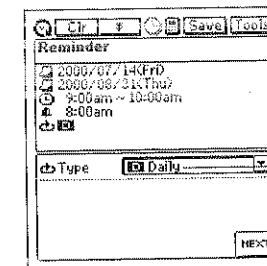 Clr * Save Tools
Reminder
2000/07/14(Fri)
2000/08/31(Thu)
9:00am ~ 10:00am
8:00am
Type Daily
NEXT